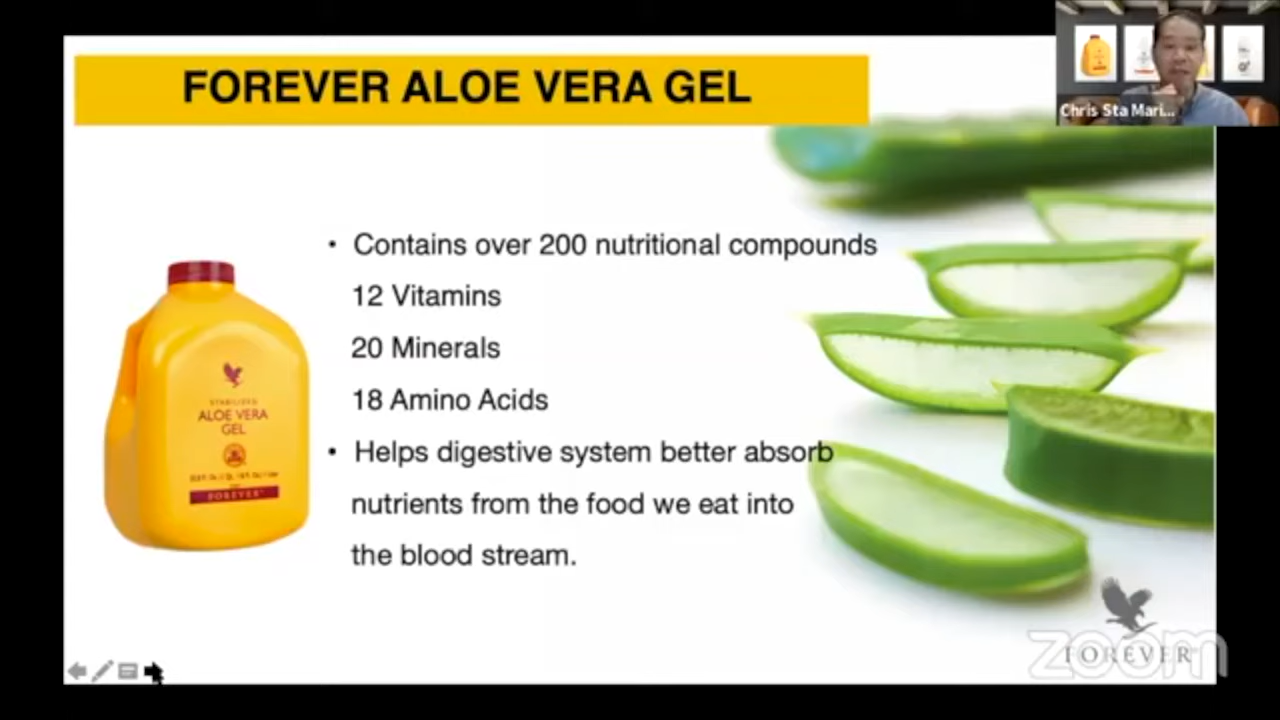 FOREVER ALOE VERA GEL
Chris Sta Mari...
• Contains over 200 nutritional compounds
12 Vitamins
20 Minerals
18 Amino Acids
• Helps digestive system better absorb
nutrients from the food we eat into
the blood stream.
STABILIZED
ALOE VERA
GEL
FOREVER
zoom
FOREVER